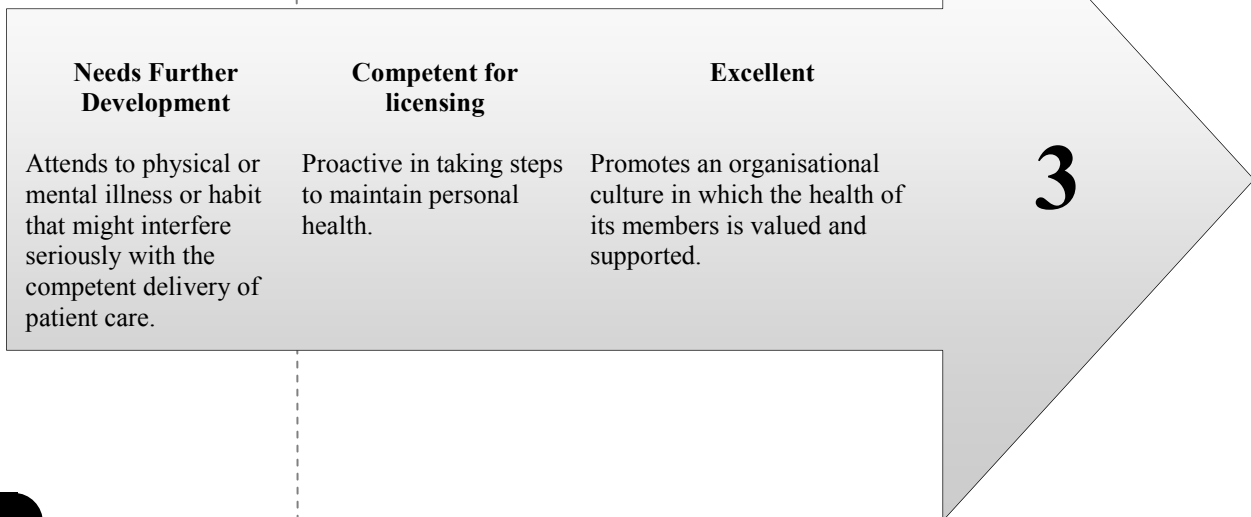 Needs Further
Development
Attends to physical or
mental illness or habit
that might interfere
seriously with the
competent delivery of
patient care.
Competent for
licensing
Proactive in taking steps
to maintain personal
health.
Excellent
Promotes an organisational
culture in which the health of
its members is valued and
supported.
3